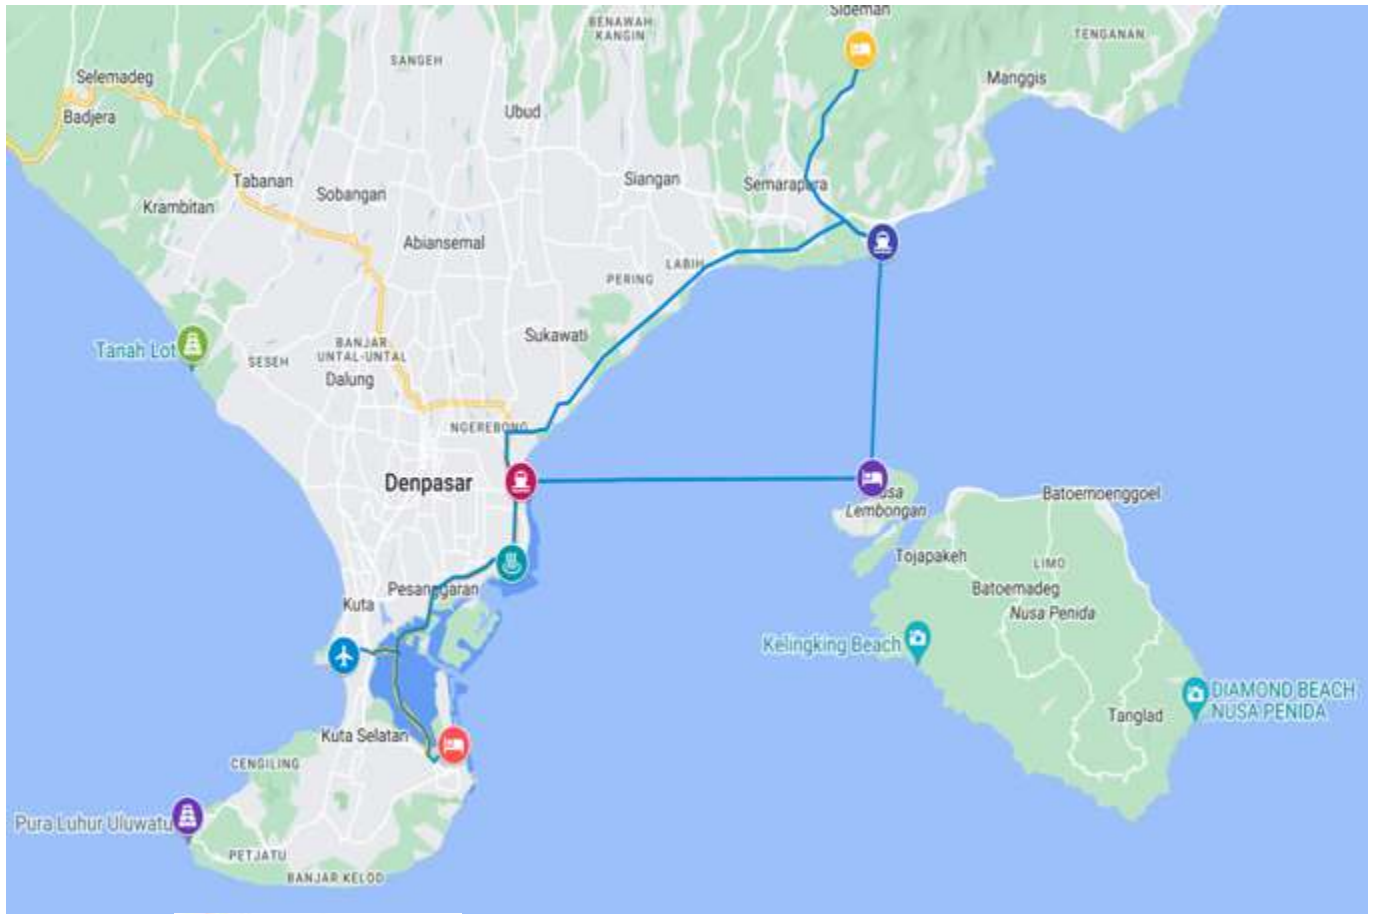 Sideman
BENAWAH
KANGIN
TENGANAN
SANGEH
Selemadeg
Manggis
Badjera
Ubud
Tabanan
Siangan
Semarapura
Sobangan
Krambitan
Abiansemal
LABIH
PERING
Sukawati
Tanah Lot
BANJAR
UNTAL-UNTAL
SESEH
Dalung
NGEREBONG
Denpasar
Nusa
Lembongan
Batoernoenggoel
Tojapakeh
LIMO
Pesanggaran
Batoemadeg
Kuta
Nusa Penida
Kelingking Beach
DIAMOND BEACH
NUSA PENIDA
Tanglad
Kuta Selatan
CENGILING
Pura Luhur Uluwatu
PETJATU
BANJAR KELOD